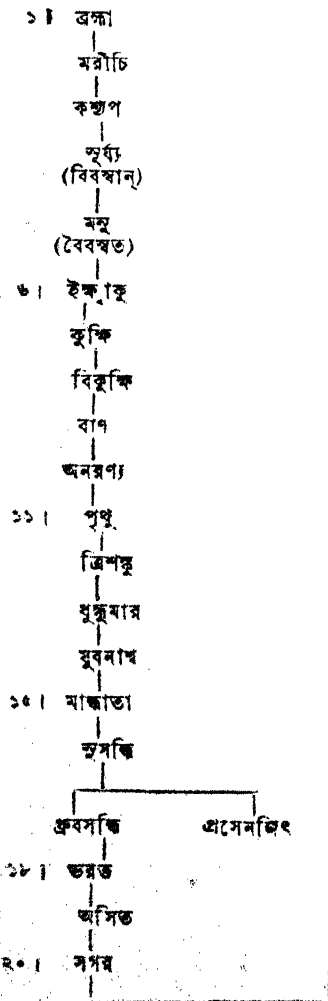 ১। ব্রহ্মা
মরীচি
কশ্যপ
সূর্য্য
(বিবস্বান্)
মনু
(বৈবস্বত)
৬। ইক্ষ্বাকু
কুক্ষি
বিকুক্ষি
বাণ
অনরণ্য
১১। পৃথু
ত্রিশঙ্কু
ধুন্ধুমার
যুবনাশ্ব
১৫। মান্ধাতা
সুসন্ধি
ধ্রুবসন্ধি প্রসেনজিৎ
১৮। ভরত
অসিত
২০। সগর